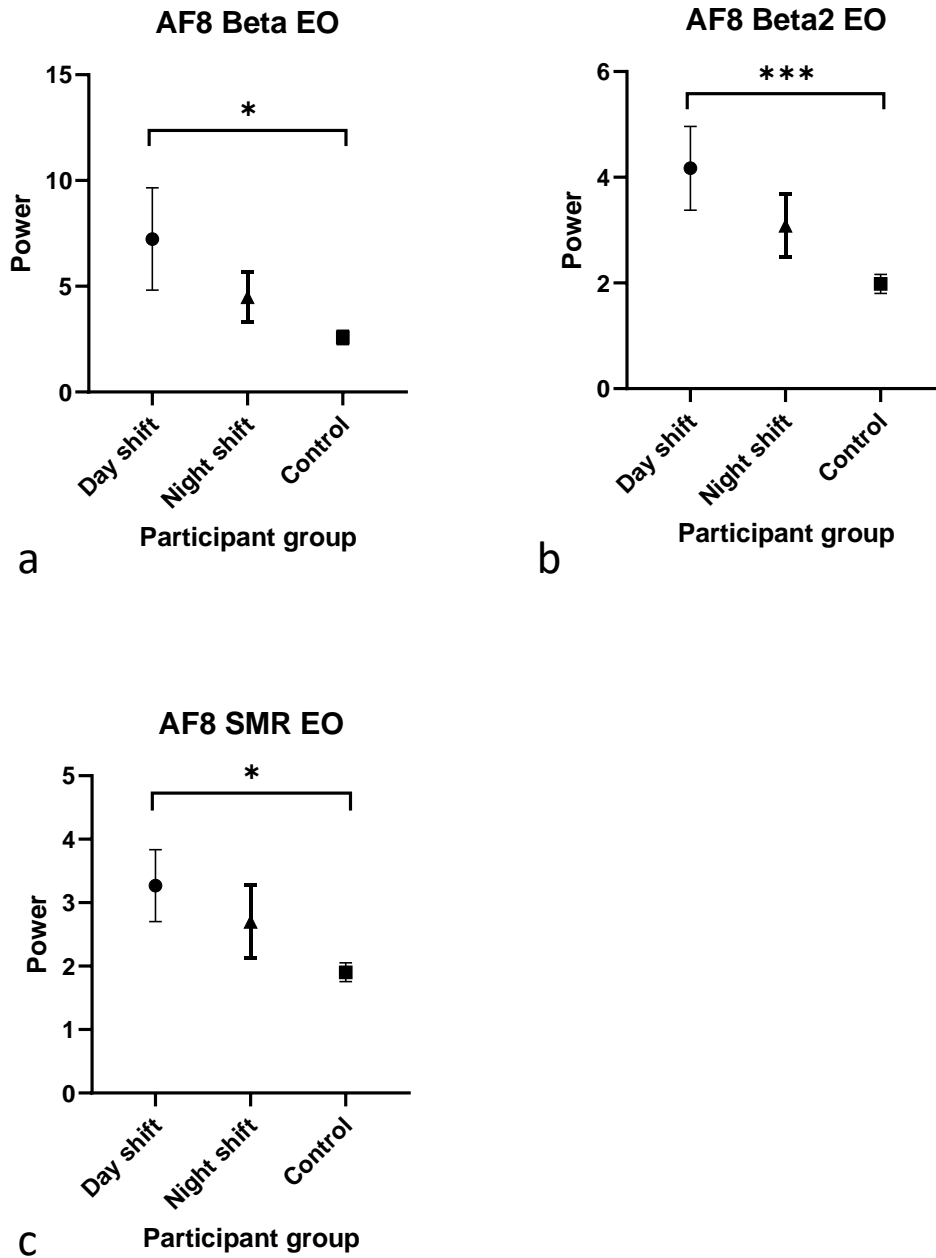 AF8 Beta EO
*
15
10
5
0
Power
Day shift
Night shift
Control
Participant group
a
AF8 Beta2 EO
***
6
4
2
0
Power
Day shift
Night shift
Control
Participant group
b
AF8 SMR EO
*
5
4
3
2
1
0
Power
Day shift
Night shift
Control
Participant group
c